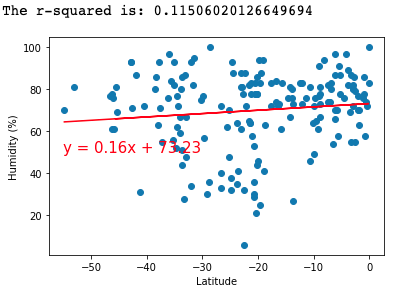 The r-squared is: 0.11506020126649694
100
80
60
40
20
Humidity (%)
y = 0.16x + 73.23
−50
−40
−30
−20
−10
0
Latitude